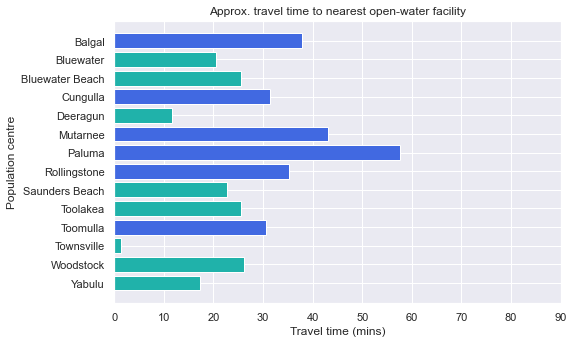 Approx. travel time to nearest open-water facility
Population centre
Balgal
Bluewater
Bluewater Beach
Cungulla
Deeragun
Mutarnee
Paluma
Rollingstone
Saunders Beach
Toolakea
Toomulla
Townsville
Woodstock
Yabulu
0 10 20 30 40 50 60 70 80 90
Travel time (mins)